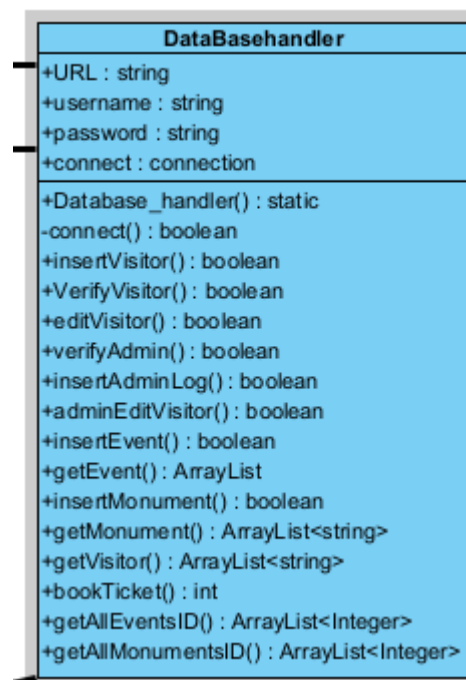 DataBasehandler
+URL : string
+username : string
+password : string
+connect : connection
+Database_handler() : static
-connect() : boolean
+insertVisitor() : boolean
+VerifyVisitor() : boolean
+editVisitor() : boolean
+verifyAdmin() : boolean
+insertAdminLog() : boolean
+adminEditVisitor() : boolean
+insertEvent() : boolean
+getEvent() : ArrayList
+insertMonument() : boolean
+getMonument() : ArrayList<string>
+getVisitor() : ArrayList<string>
+bookTicket() : int
+getAllEventsID() : ArrayList<Integer>
+getAllMonumentsID() : ArrayList<Integer>